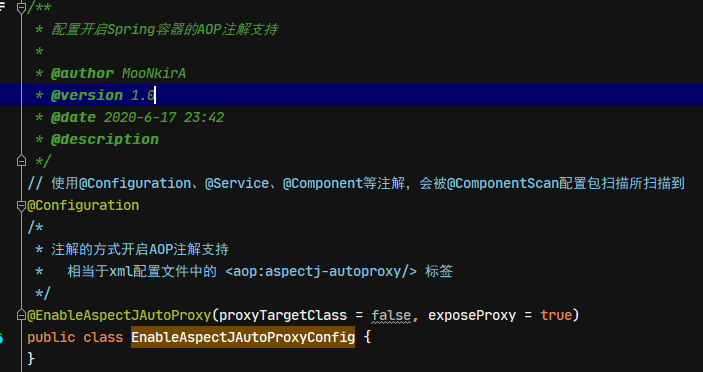 /**
 * 配置开启Spring容器的AOP注解支持
 *
 * @author MooNkirA
 * @version 1.0
 * @date 2020-6-17 23:42
 * @description
 */
// 使用@Configuration、@Service、@Component等注解，会被@ComponentScan配置包扫描所扫描到
@Configuration
/*
 * 注解的方式开启AOP注解支持
 *   相当于xml配置文件中的 <aop:aspectj-autoproxy/> 标签
 */
@EnableAspectJAutoProxy(proxyTargetClass = false, exposeProxy = true)
public class EnableAspectJAutoProxyConfig {
}